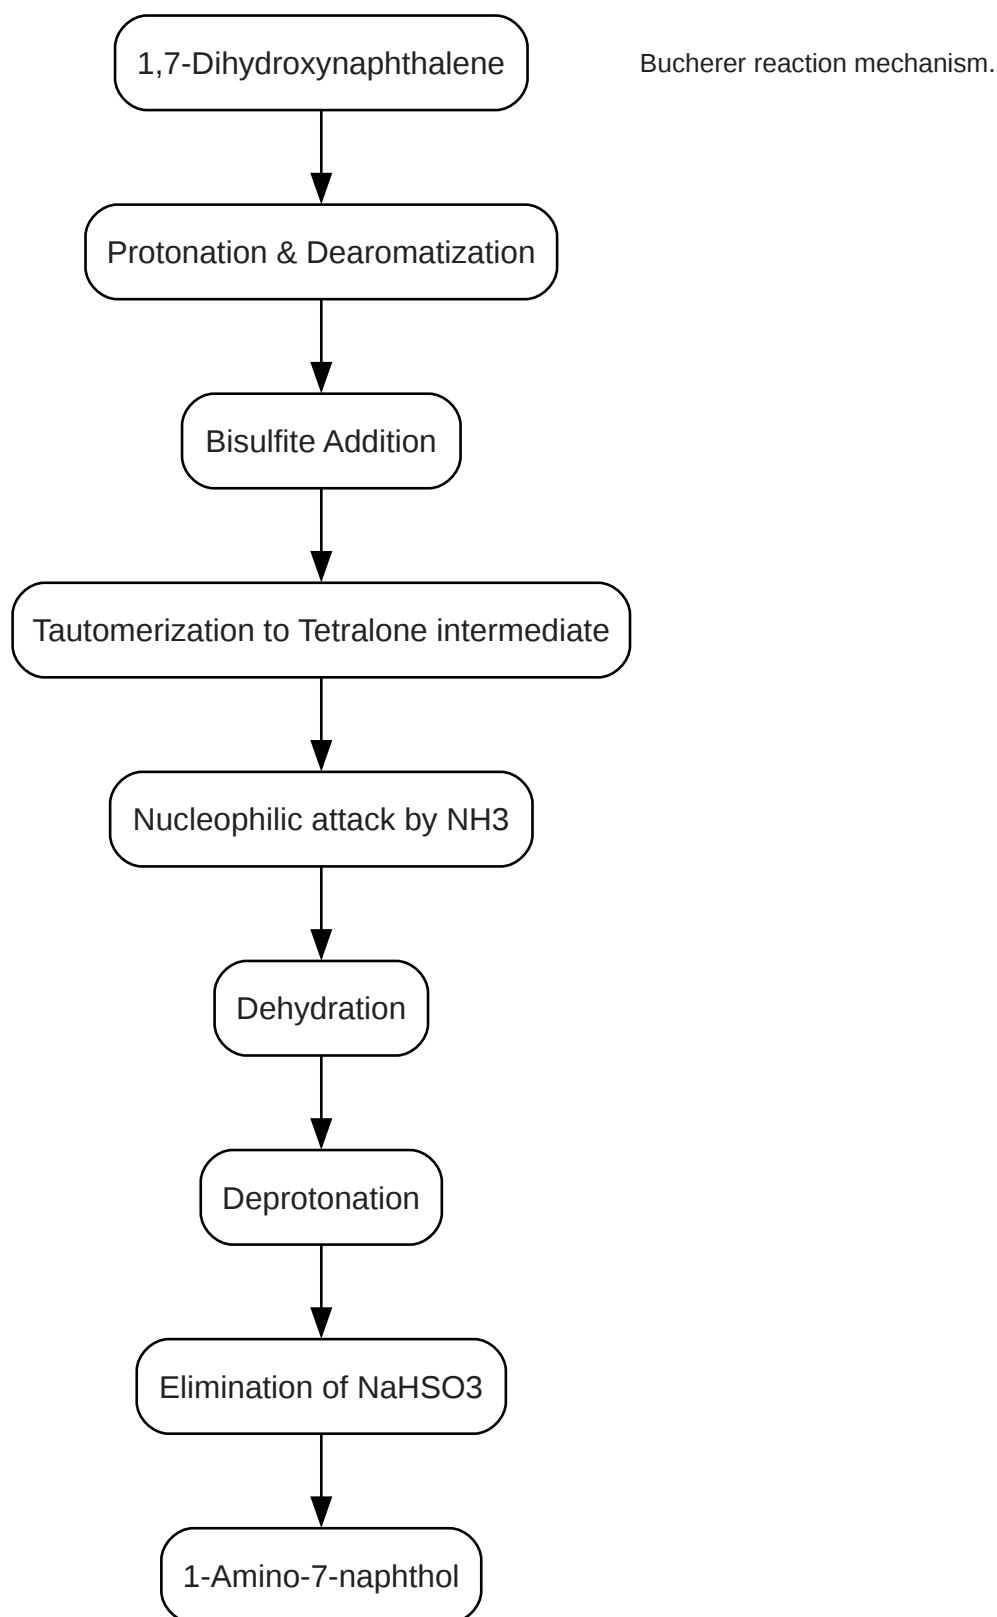 1,7-Dihydroxynaphthalene
Bucherer reaction mechanism.
Protonation & Dearomatization
Bisulfite Addition
Tautomerization to Tetralone intermediate
Nucleophilic attack by NH3
Dehydration
Deprotonation
Elimination of NaHSO3
1-Amino-7-naphthol